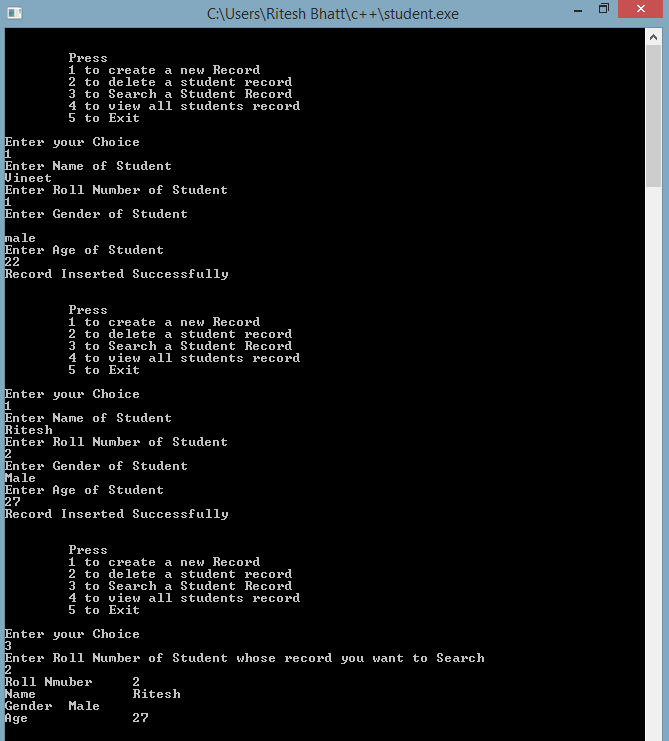 C:\Users\Ritesh Bhatt\c++\student.exe
Press
1 to create a new Record
2 to delete a student record
3 to Search a Student Record
4 to view all students record
5 to Exit
Enter your Choice
1
Enter Name of Student
Vineet
Enter Roll Number of Student
1
Enter Gender of Student
male
Enter Age of Student
22
Record Inserted Successfully
Press
1 to create a new Record
2 to delete a student record
3 to Search a Student Record
4 to view all students record
5 to Exit
Enter your Choice
1
Enter Name of Student
Ritesh
Enter Roll Number of Student
2
Enter Gender of Student
Male
Enter Age of Student
27
Record Inserted Successfully
Press
1 to create a new Record
2 to delete a student record
3 to Search a Student Record
4 to view all students record
5 to Exit
Enter your Choice
3
Enter Roll Number of Student whose record you want to Search
2
Roll Nmuber 2
Name Ritesh
Gender Male
Age 27